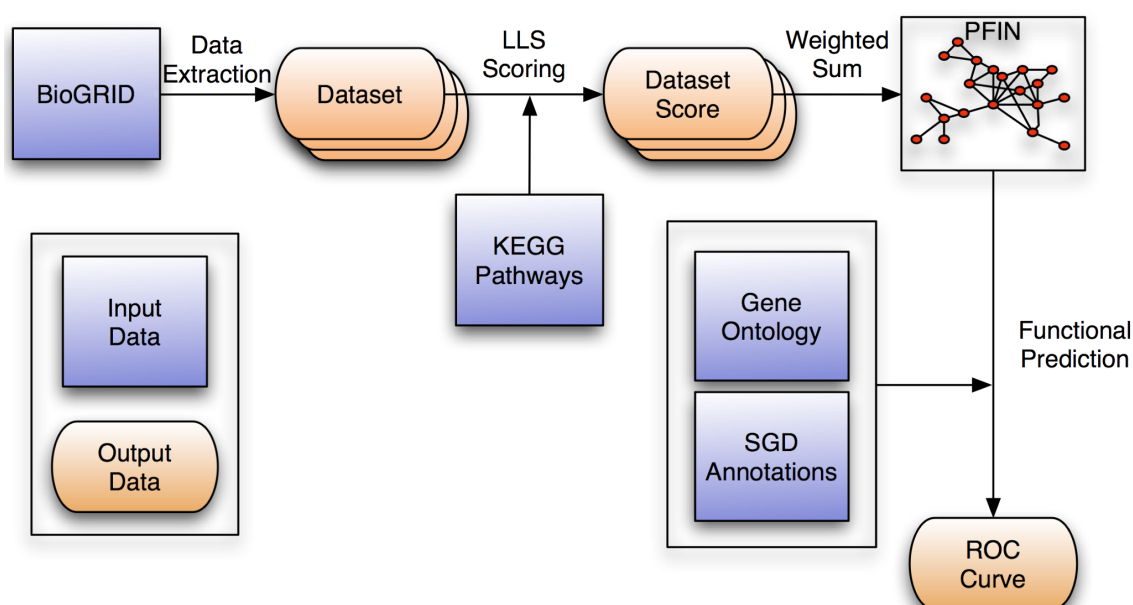 BioGRID
Data
Extraction
Dataset
LLS
Scoring
Dataset
Score
Weighted
Sum
PFIN
KEGG
Pathways
Input
Data
Output
Data
Gene
Ontology
SGD
Annotations
Functional
Prediction
ROC
Curve